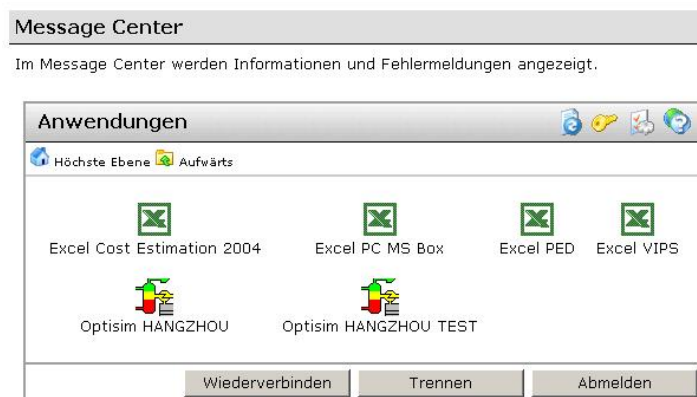 Message Center
Im Message Center werden Informationen und Fehlermeldungen angezeigt.
Anwendungen
Höchste Ebene Aufwärts
Excel Cost Estimation 2004 Excel PC MS Box Excel PED Excel VIPS
Optisim HANGZHOU Optisim HANGZHOU TEST
Wiederverbinden Trennen Abmelden